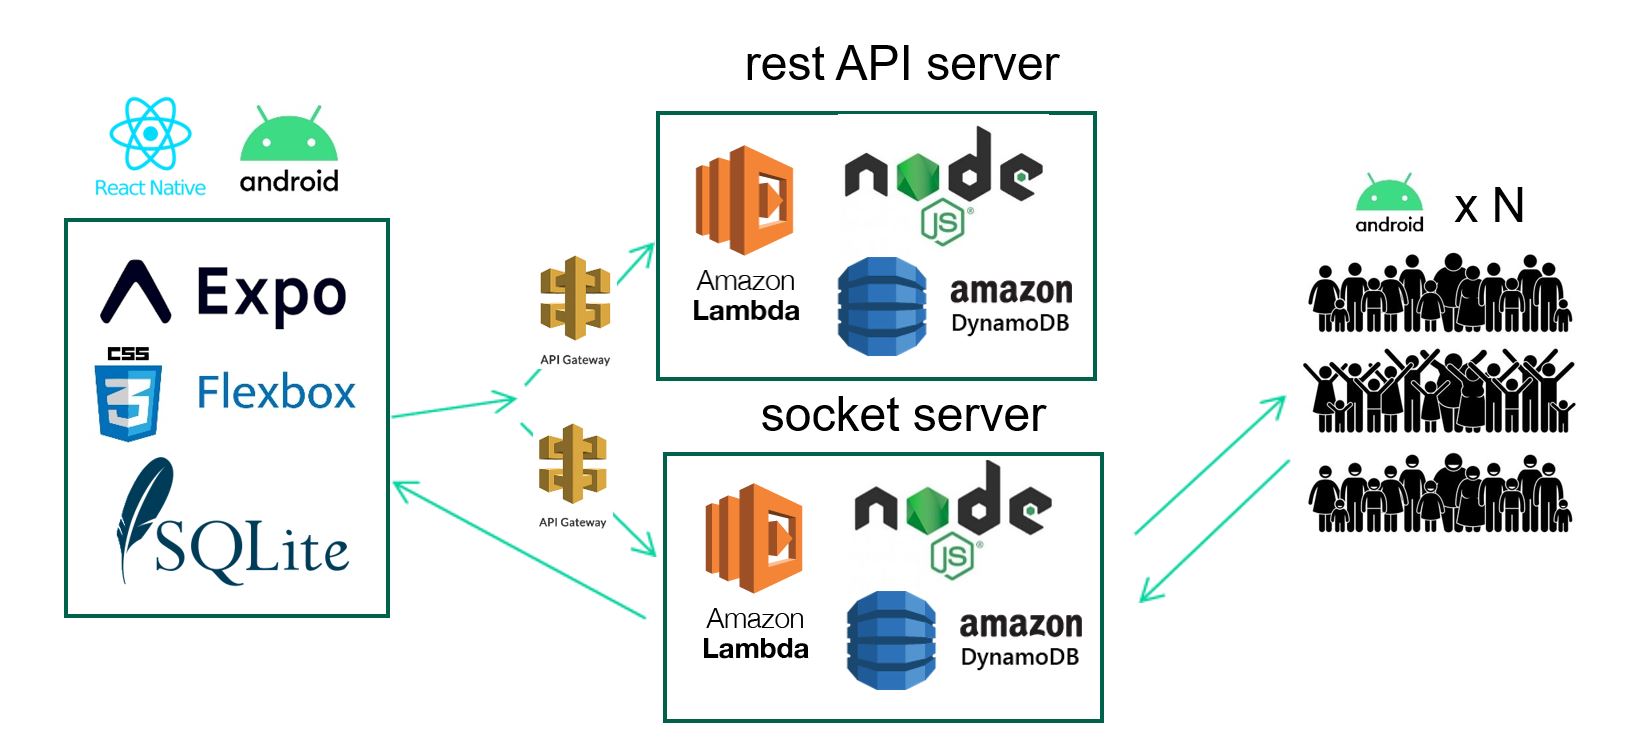 rest API server
React Native
android
Expo
CSS
3
Flexbox
SQLite
API Gateway
API Gateway
Amazon
Lambda
node
JS
®
amazon
DynamoDB
socket server
Amazon
Lambda
node
JS
®
amazon
DynamoDB
android
x N